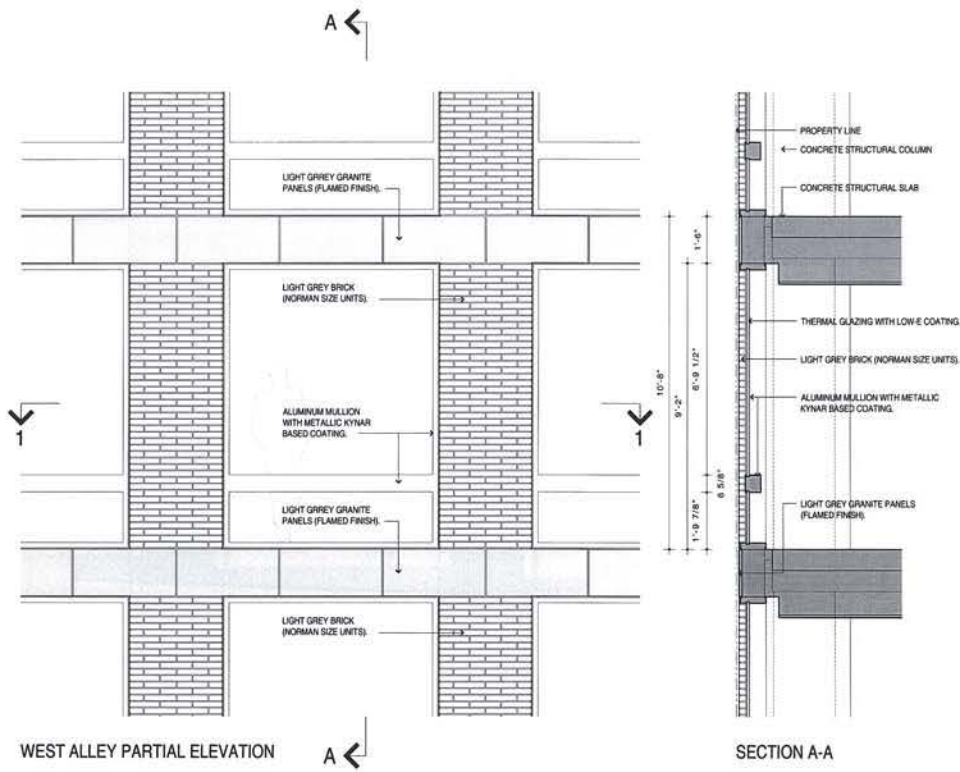 A
LIGHT GRREY GRANITE
PANELS (FLAMED FINISH).
LIGHT GREY BRICK
(NORMAN SIZE UNITS).
ALUMINUM MULLION
WITH METALLIC KYNAR
BASED COATING.
LIGHT GRREY GRANITE
PANELS (FLAMED FINISH).
LIGHT GREY BRICK
(NORMAN SIZE UNITS).
1
1
A
WEST ALLEY PARTIAL ELEVATION
10'-8"
9'-2"
1'-6"
6'-9 1/2"
6 5/8"
1'-9 7/8"
PROPERTY LINE
CONCRETE STRUCTURAL COLUMN
CONCRETE STRUCTURAL SLAB
THERMAL GLAZING WITH LOW-E COATING.
LIGHT GREY BRICK (NORMAN SIZE UNITS).
ALUMINUM MULLION WITH METALLIC
KYNAR BASED COATING.
LIGHT GREY GRANITE PANELS
(FLAMED FINISH).
SECTION A-A